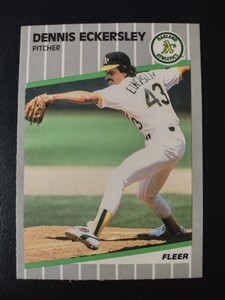 DENNIS ECKERSLEY
PITCHER
OAKLAND
A's
ATHLETICS
43
FLEER